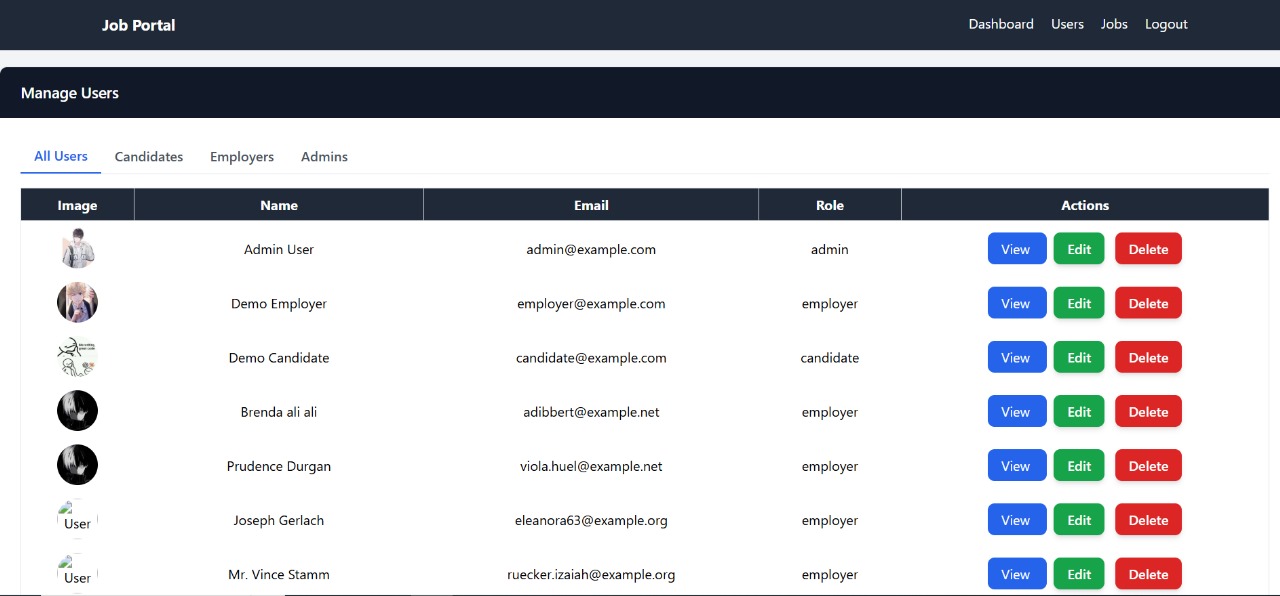 Job Portal Dashboard Users Jobs Logout
Manage Users
All Users Candidates Employers Admins
Image Name Email Role Actions
Admin User admin@example.com admin View Edit Delete
Demo Employer employer@example.com employer View Edit Delete
Demo Candidate candidate@example.com candidate View Edit Delete
Brenda ali ali adibbert@example.net employer View Edit Delete
Prudence Durgan viola.huel@example.net employer View Edit Delete
User Joseph Gerlach eleanora63@example.org employer View Edit Delete
User Mr. Vince Stamm ruecker.izaiah@example.org employer View Edit Delete